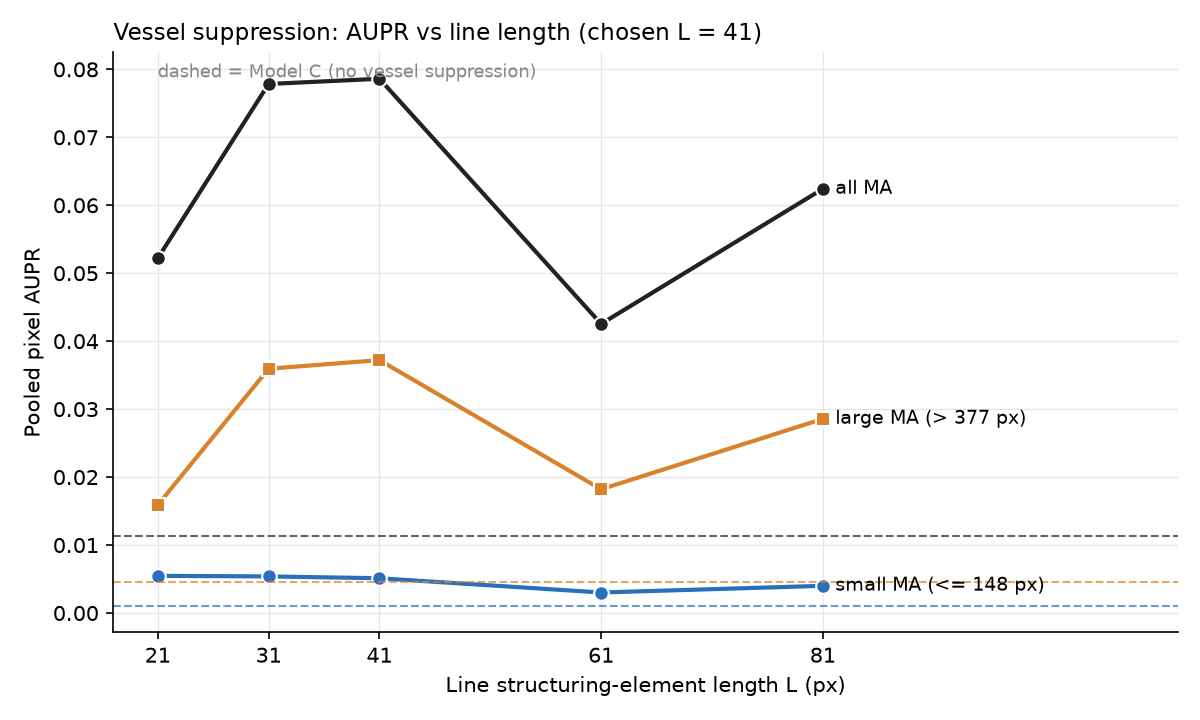 Vessel suppression: AUPR vs line length (chosen L = 41)
dashed = Model C (no vessel suppression)
0.08
0.07
0.06
0.05
0.04
0.03
0.02
0.01
0.00
Pooled pixel AUPR
all MA
large MA (> 377 px)
small MA (<= 148 px)
21 31 41 61 81
Line structuring-element length L (px)